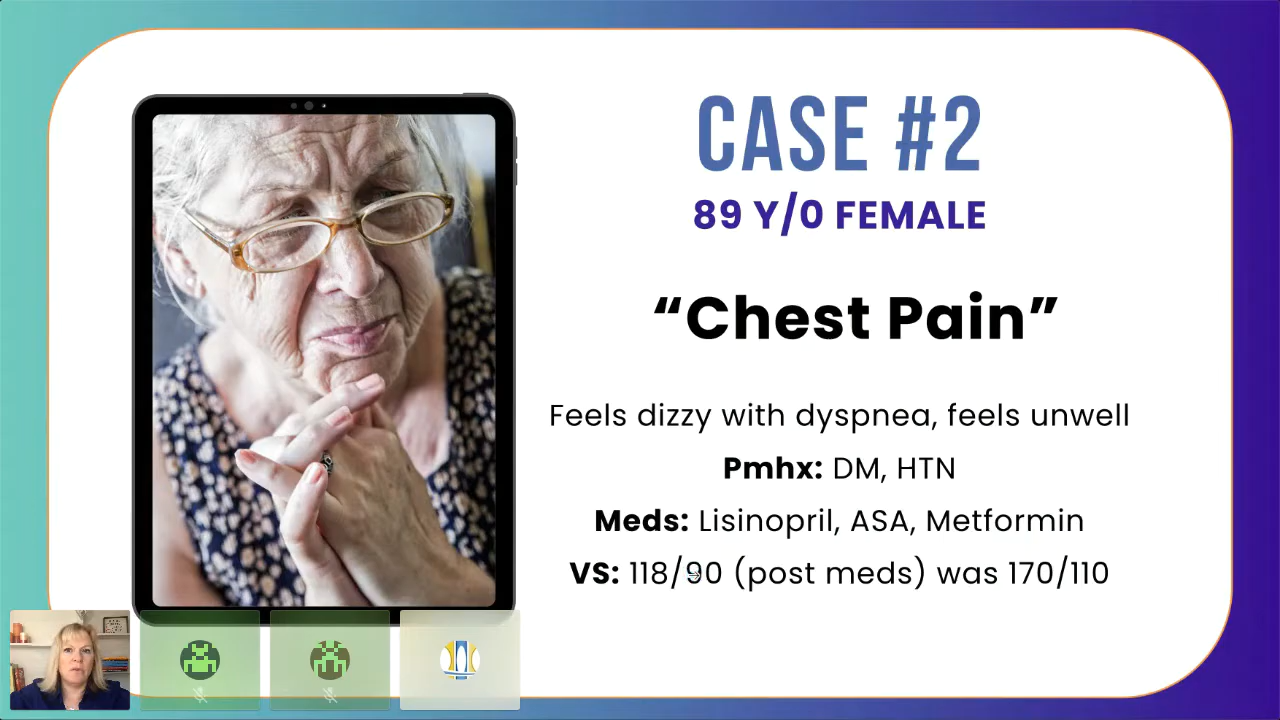 CASE #2
89 Y/0 FEMALE
“Chest Pain”
Feels dizzy with dyspnea, feels unwell
Pmhx: DM, HTN
Meds: Lisinopril, ASA, Metformin
VS: 118/90 (post meds) was 170/110